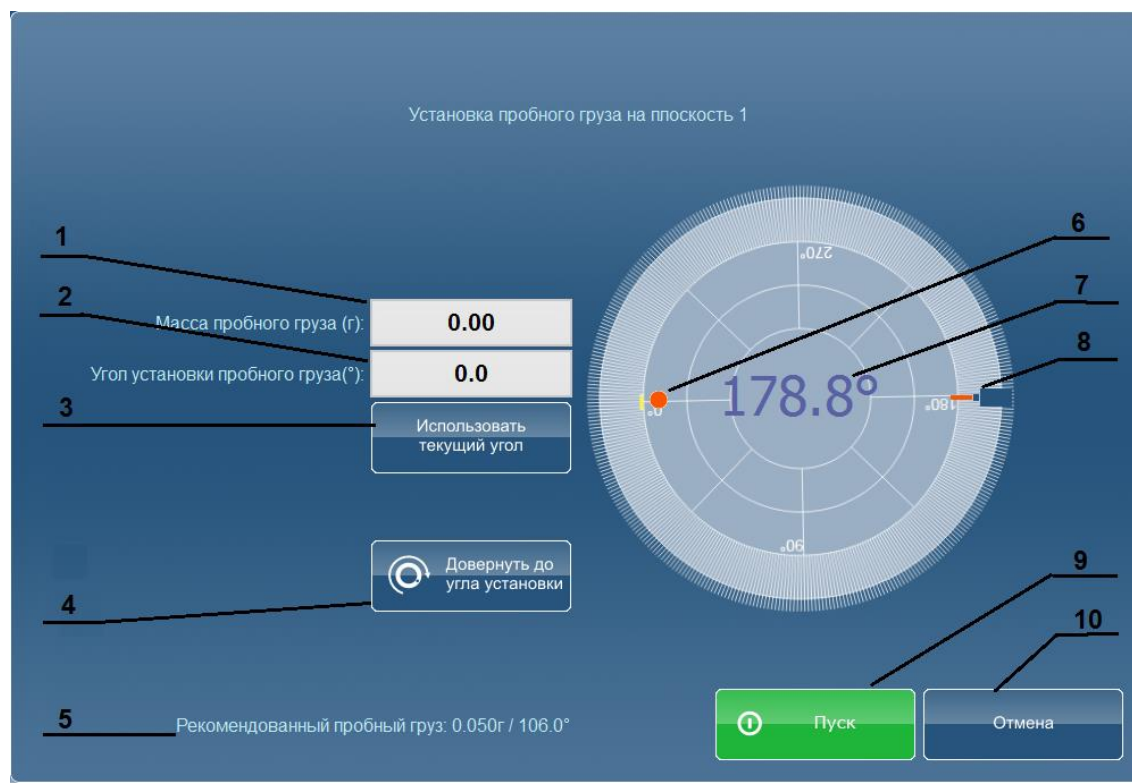 Установка пробного груза на плоскость 1
1
2
3
4
5
Масса пробного груза (г):
0.00
Угол установки пробного груза(°):
0.0
Использовать
текущий угол
Довернуть до
угла установки
Рекомендованный пробный груз: 0.050г / 106.0°
270°
0°
178.8°
180°
90°
6
7
8
9
10
Пуск
Отмена